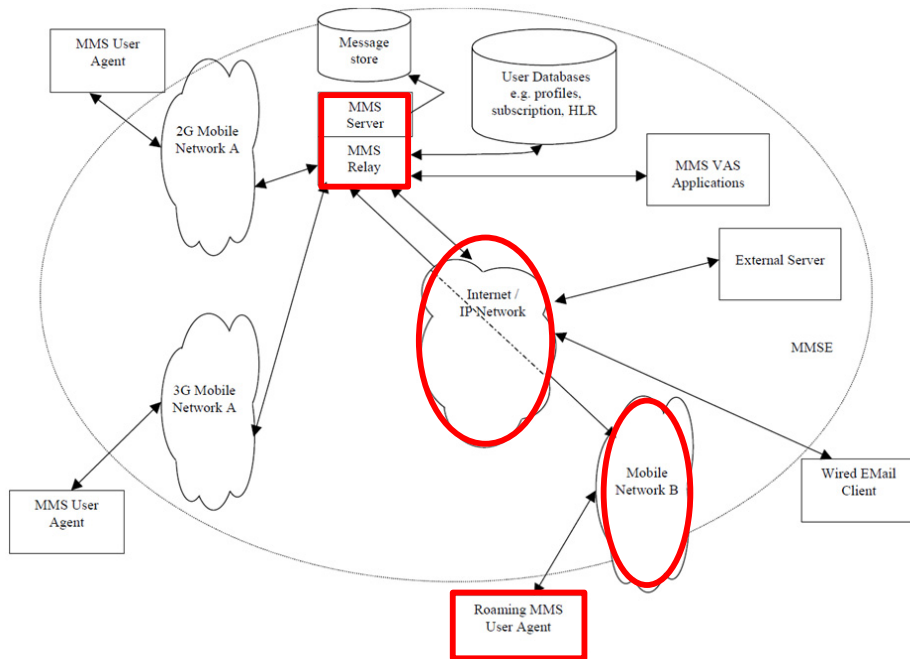 MMS User
Agent
Message
store
User Databases
e.g. profiles,
subscription, HLR
MMS
Server
2G Mobile
Network A
MMS
Relay
MMS VAS
Applications
External Server
Internet /
IP Network
MMSE
3G Mobile
Network A
Mobile
Network B
Wired EMail
Client
MMS User
Agent
Roaming MMS
User Agent